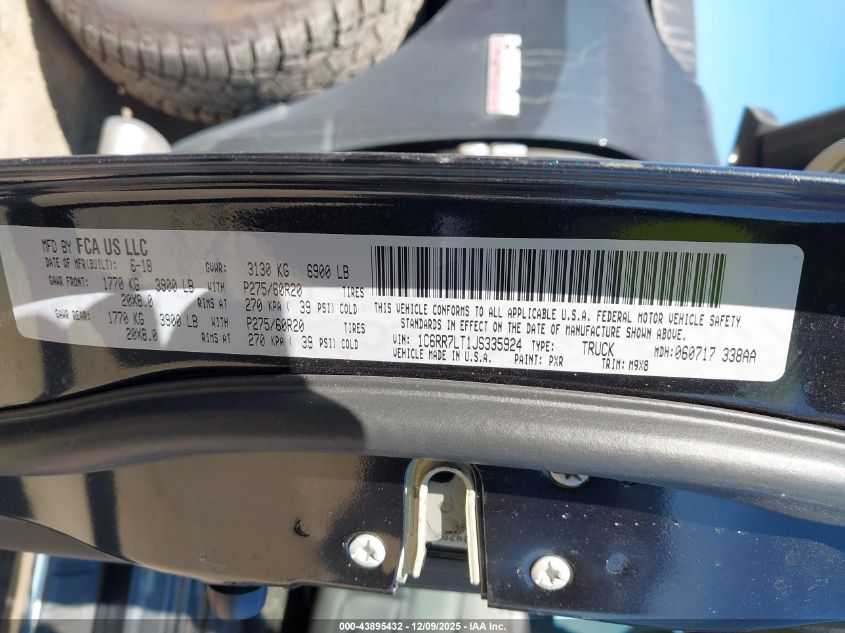 MFD BY FCA US LLC
DATE OF MFR(BUILT): 6-18 GVWR: 3130 KG 6900 LB
GAWR FRONT: 1770 KG 3900 LB WITH P275/60R20 TIRES
20X8.0 RIMS AT 270 KPA ( 39 PSI) COLD
GAWR REAR: 1770 KG 3900 LB WITH P275/60R20 TIRES
20X8.0 RIMS AT 270 KPA ( 39 PSI) COLD
THIS VEHICLE CONFORMS TO ALL APPLICABLE U.S.A. FEDERAL MOTOR VEHICLE SAFETY
STANDARDS IN EFFECT ON THE DATE OF MANUFACTURE SHOWN ABOVE.
VIN: 1C6RR7LT1JS335924 TYPE: TRUCK MDH: 060717 338AA
VEHICLE MADE IN U.S.A. PAINT: PXR TRIM: M9X8
000-43895432 - 12/09/2025 - IAA Inc.